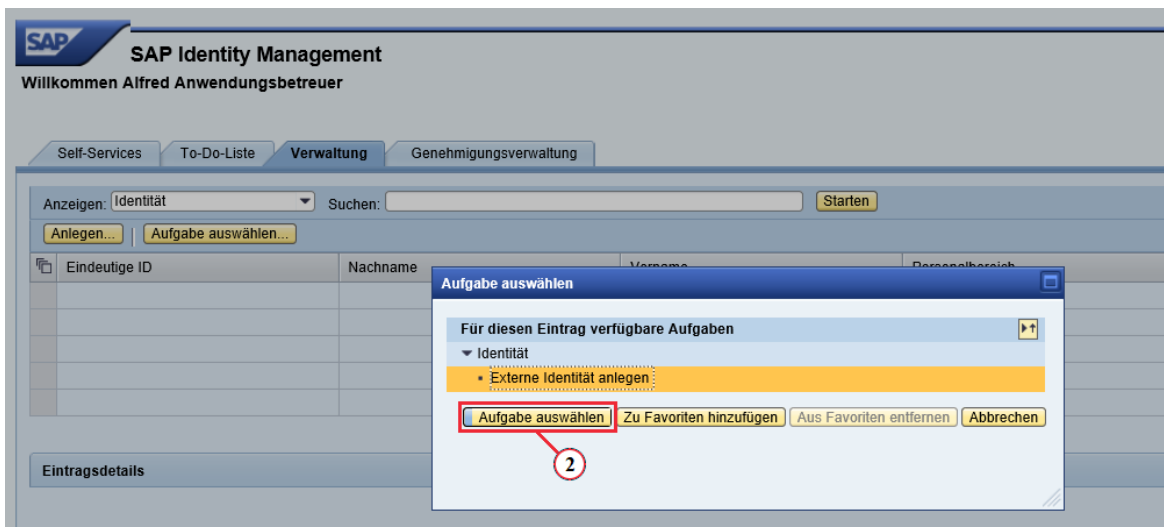 SAP
SAP Identity Management
Willkommen Alfred Anwendungsbetreuer
Self-Services To-Do-Liste Verwaltung Genehmigungsverwaltung
Anzeigen: Identität Suchen: Starten
Anlegen... Aufgabe auswählen...
Eindeutige ID Nachname Vorname Personalbereich
Aufgabe auswählen
Für diesen Eintrag verfügbare Aufgaben
Identität
Externe Identität anlegen
Aufgabe auswählen Zu Favoriten hinzufügen Aus Favoriten entfernen Abbrechen
2
Eintragsdetails